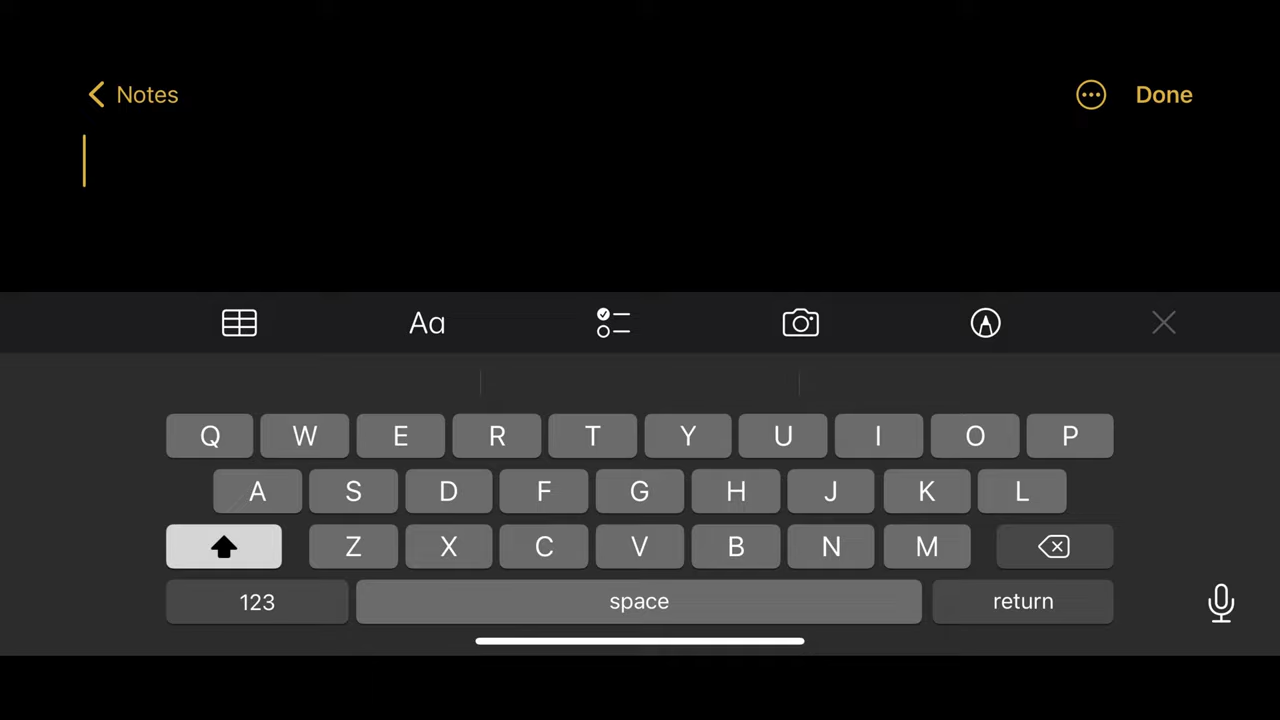 Notes Done
Aa
Q W E R T Y U I O P
A S D F G H J K L
Z X C V B N M
123 space return